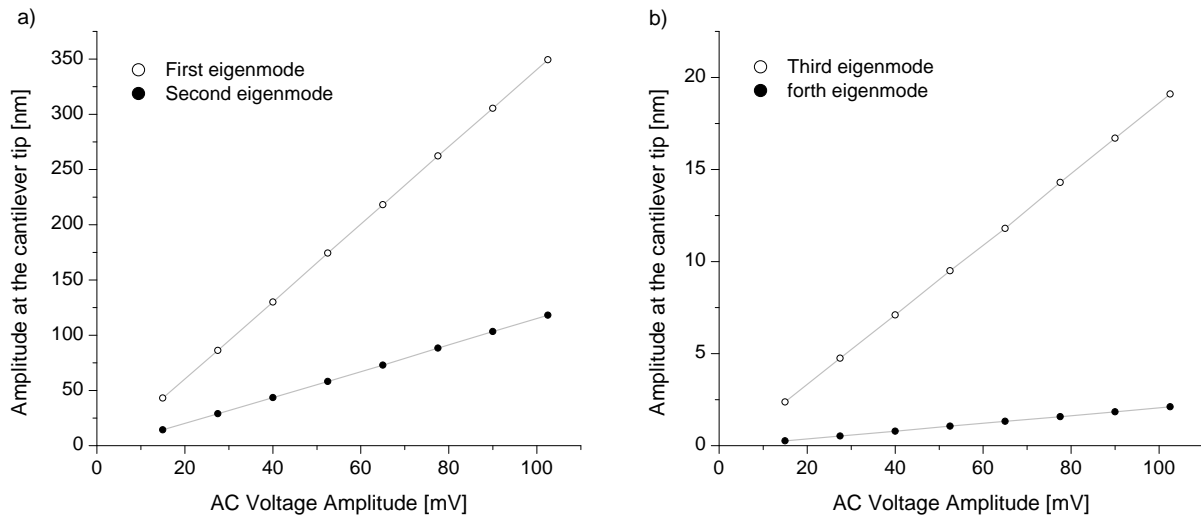 a)
Amplitude at the cantilever tip [nm]
350
300
250
200
150
100
50
0
First eigenmode
Second eigenmode
0 20 40 60 80 100
AC Voltage Amplitude [mV]
b)
Amplitude at the cantilever tip [nm]
20
15
10
5
0
Third eigenmode
forth eigenmode
0 20 40 60 80 100
AC Voltage Amplitude [mV]